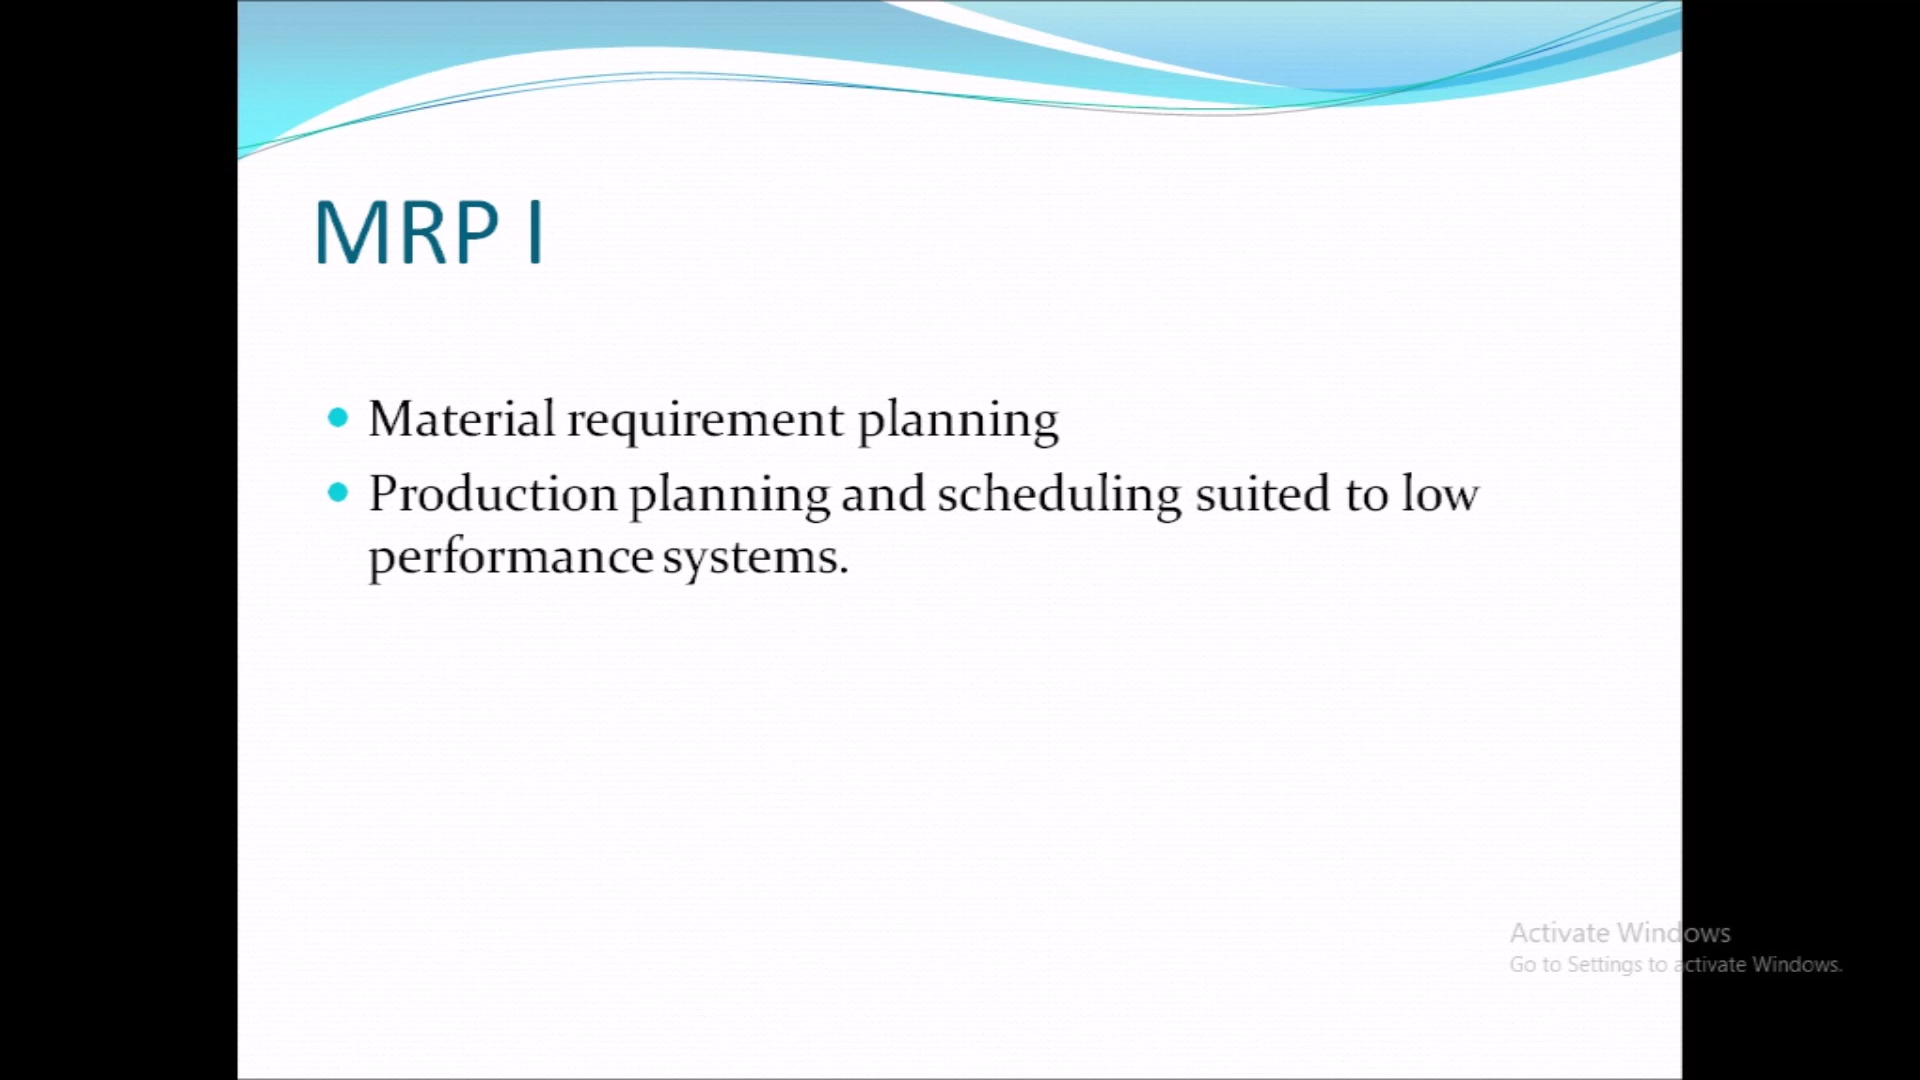 MRP I
Material requirement planning
Production planning and scheduling suited to low
performance systems.
Activate Windows
Go to Settings to activate Windows.